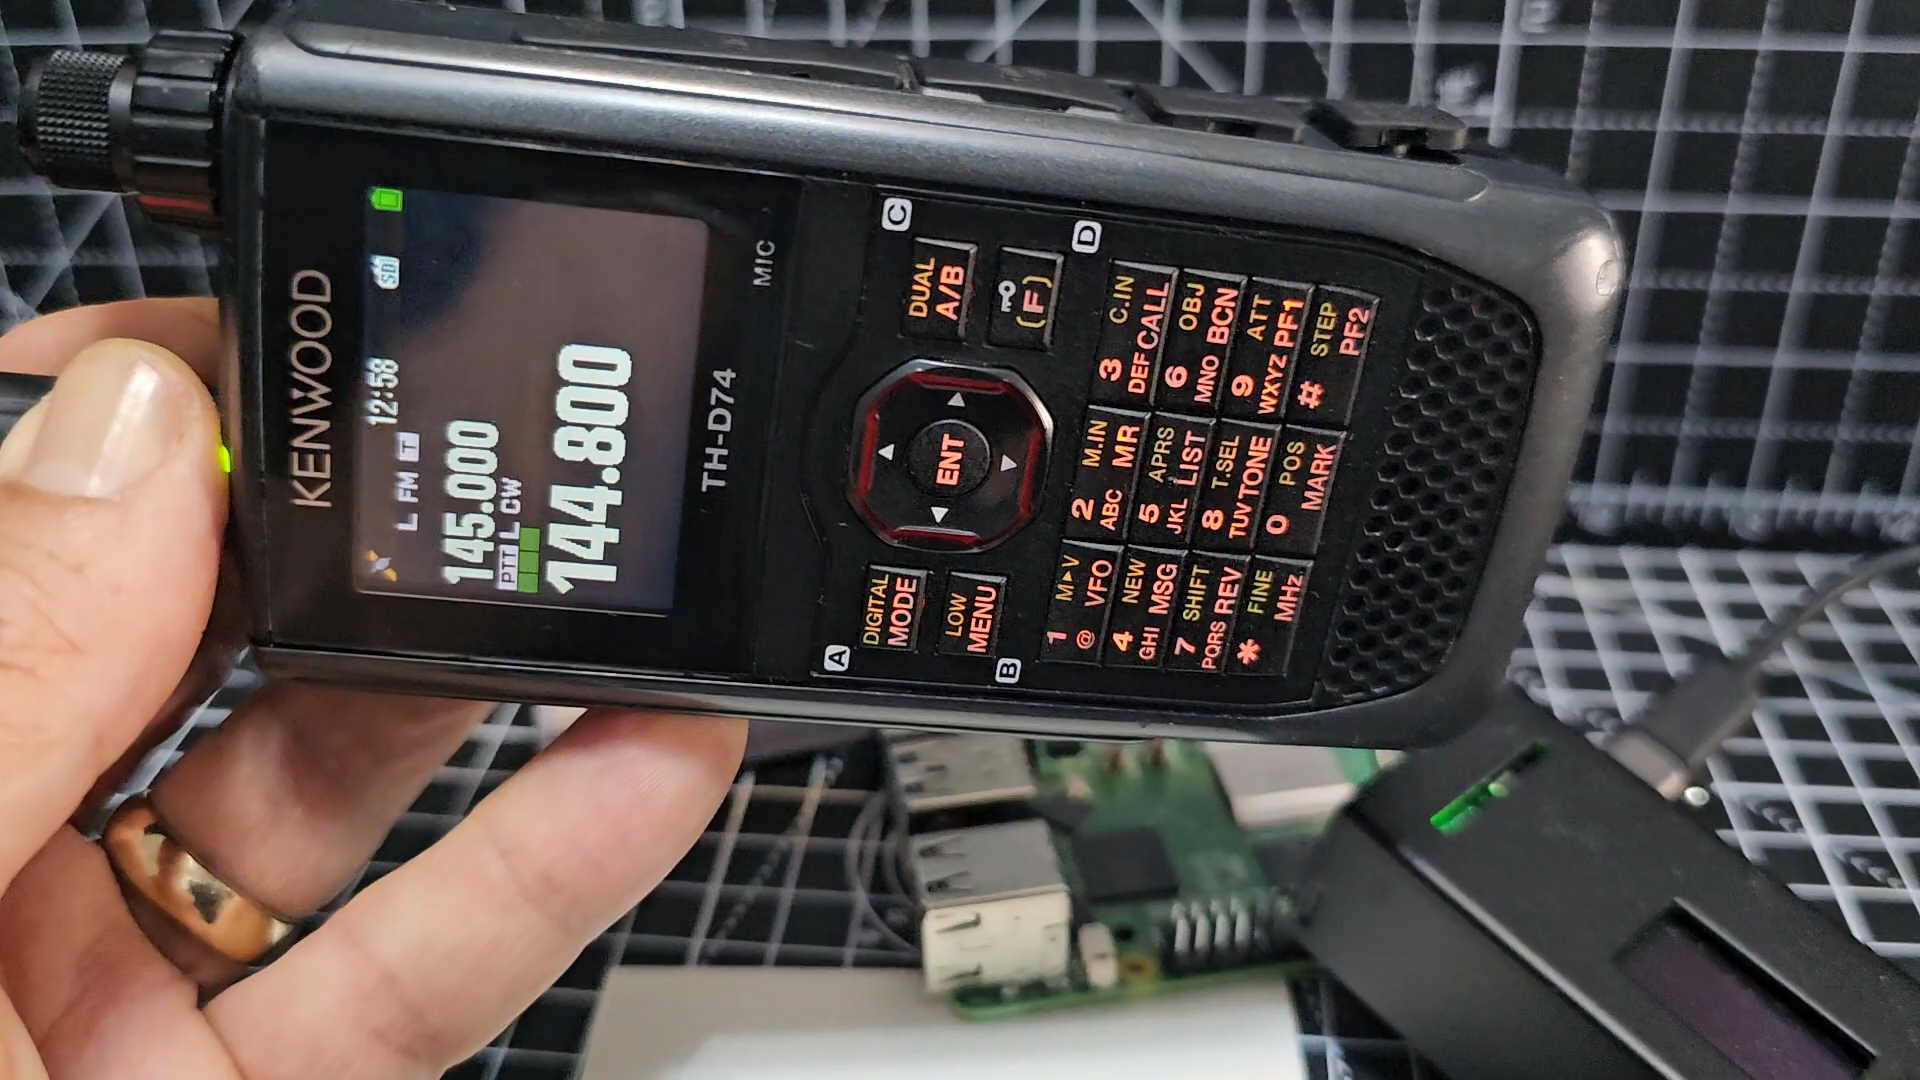 KENWOOD
12:58
SD
L FM CT
145.000
PTT L CW
144.800
TH-D74
MIC
A
DIGITAL
MODE
LOW
MENU
B
ENT
C
DUAL
A/B
(F)
D
M▸V
1 @ VFO
M.IN
2 ABC MR
C.IN
3 DEF CALL
NEW
4 GHI MSG
APRS
5 JKL LIST
OBJ
6 MNO BCN
SHIFT
7 PQRS REV
T.SEL
8 TUV TONE
ATT
9 WXYZ PF1
FINE
* MHz
POS
0 MARK
STEP
# PF2